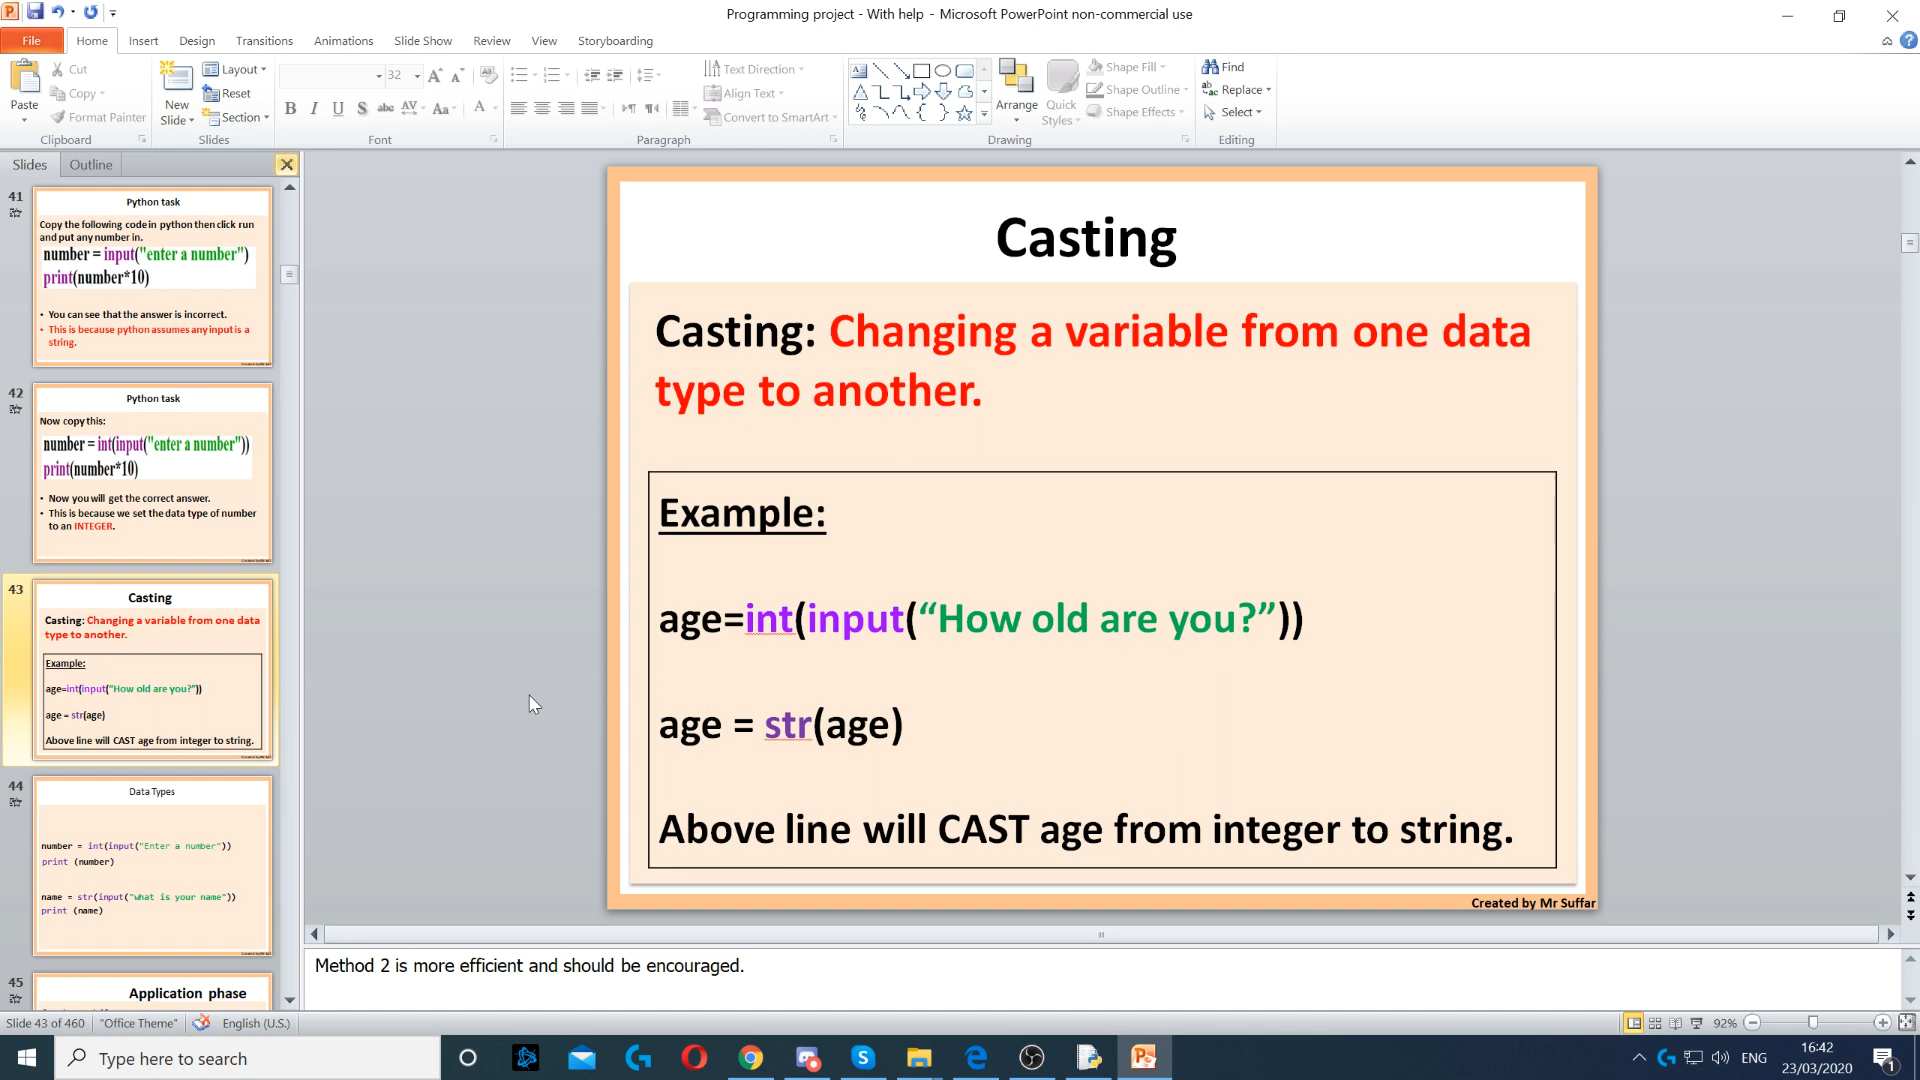 Programming project - With help - Microsoft PowerPoint non-commercial use
File Home Insert Design Transitions Animations Slide Show Review View Storyboarding
Paste
Cut
Copy
Format Painter
Clipboard
New
Slide
Layout
Reset
Section
Slides
32
B I U S abc AV Aa A
Font
Text Direction
Align Text
Convert to SmartArt
Paragraph
Arrange
Quick
Styles
Shape Fill
Shape Outline
Shape Effects
Drawing
Find
Replace
Select
Editing
Slides Outline
41
Python task
Copy the following code in python then click run
and put any number in.
number = input("enter a number")
print(number*10)
• You can see that the answer is incorrect.
• This is because python assumes any input is a
string.
42
Python task
Now copy this:
number = int(input("enter a number"))
print(number*10)
• Now you will get the correct answer.
• This is because we set the data type of number
to an INTEGER.
43
Casting
Casting: Changing a variable from one data
type to another.
Example:
age=int(input(“How old are you?”))
age = str(age)
Above line will CAST age from integer to string.
44
Data Types
number = int(input("Enter a number"))
print (number)
name = str(input("what is your name"))
print (name)
45
Application phase
Casting
Casting: Changing a variable from one data
type to another.
Example:
age=int(input(“How old are you?”))
age = str(age)
Above line will CAST age from integer to string.
Created by Mr Suffar
Method 2 is more efficient and should be encouraged.
Slide 43 of 460 "Office Theme" English (U.S.) 92%
Type here to search
ENG
16:42
23/03/2020
1